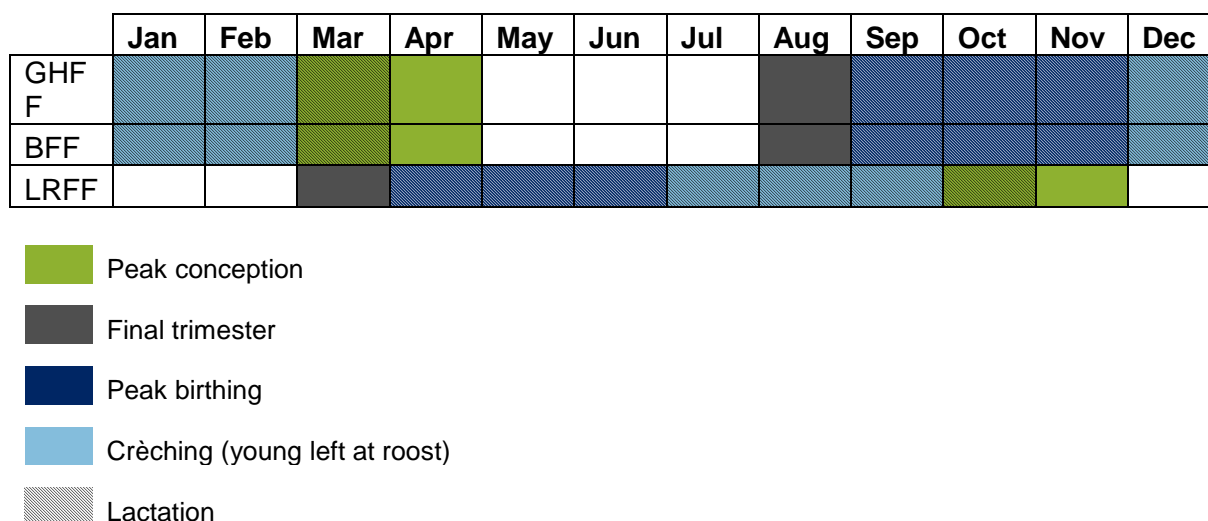 Jan Feb Mar Apr May Jun Jul Aug Sep Oct Nov Dec
GHF
F
BFF
LRFF
Peak conception
Final trimester
Peak birthing
Crèching (young left at roost)
Lactation